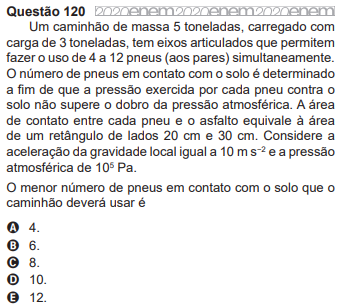 Questão 120 2020enem2020enem2020enem
Um caminhão de massa 5 toneladas, carregado com
carga de 3 toneladas, tem eixos articulados que permitem
fazer o uso de 4 a 12 pneus (aos pares) simultaneamente.
O número de pneus em contato com o solo é determinado
a fim de que a pressão exercida por cada pneu contra o
solo não supere o dobro da pressão atmosférica. A área
de contato entre cada pneu e o asfalto equivale à área
de um retângulo de lados 20 cm e 30 cm. Considere a
aceleração da gravidade local igual a 10 m s⁻² e a pressão
atmosférica de 10⁵ Pa.
O menor número de pneus em contato com o solo que o
caminhão deverá usar é
A 4.
B 6.
C 8.
D 10.
E 12.